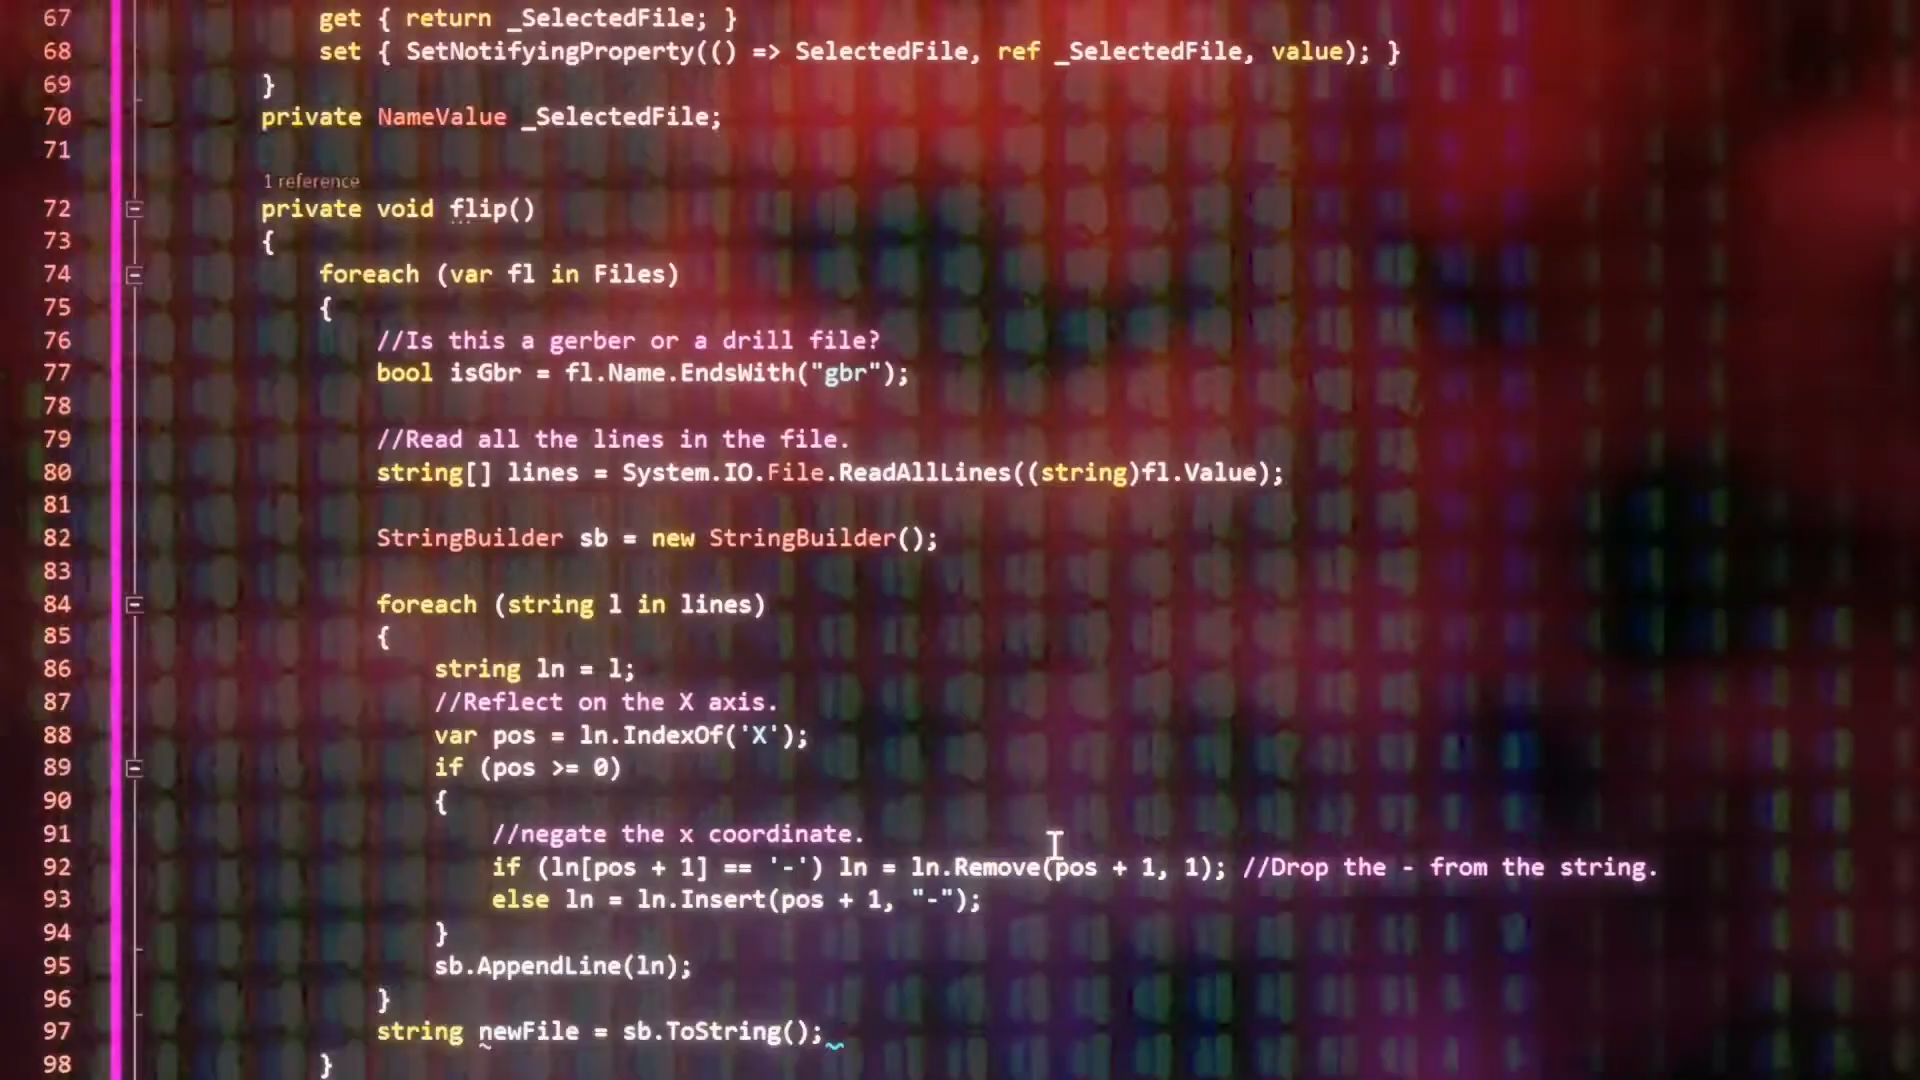 67 get { return _SelectedFile; }
68 set { SetNotifyingProperty(() => SelectedFile, ref _SelectedFile, value); }
69 }
70 private NameValue _SelectedFile;
71
1 reference
72 private void flip()
73 {
74 foreach (var fl in Files)
75 {
76 //Is this a gerber or a drill file?
77 bool isGbr = fl.Name.EndsWith("gbr");
78
79 //Read all the lines in the file.
80 string[] lines = System.IO.File.ReadAllLines((string)fl.Value);
81
82 StringBuilder sb = new StringBuilder();
83
84 foreach (string l in lines)
85 {
86 string ln = l;
87 //Reflect on the X axis.
88 var pos = ln.IndexOf('X');
89 if (pos >= 0)
90 {
91 //negate the x coordinate.
92 if (ln[pos + 1] == '-') ln = ln.Remove(pos + 1, 1); //Drop the - from the string.
93 else ln = ln.Insert(pos + 1, "-");
94 }
95 sb.AppendLine(ln);
96 }
97 string newFile = sb.ToString();
98 }